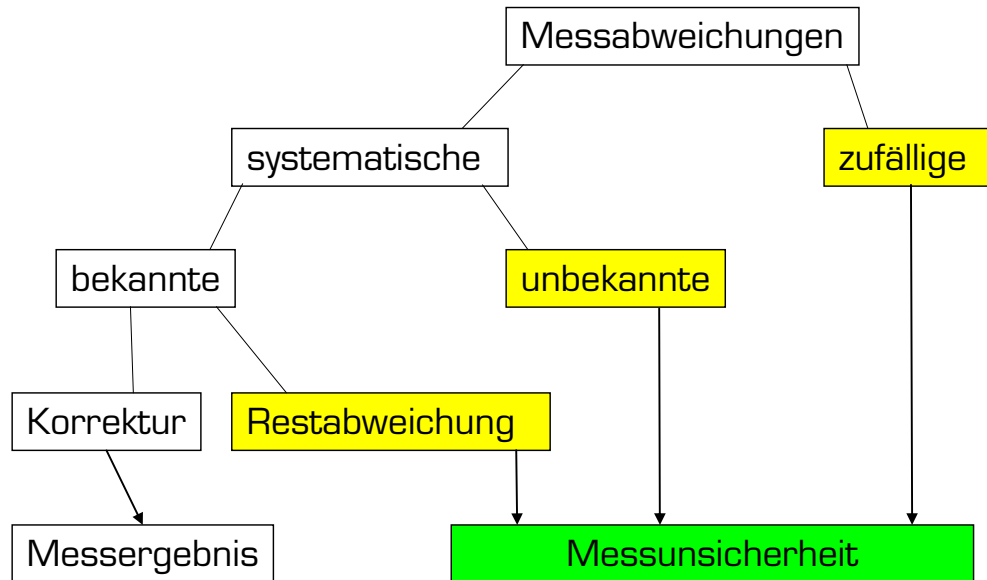 Messabweichungen
systematische
zufällige
bekannte
unbekannte
Korrektur
Restabweichung
Messergebnis
Messunsicherheit